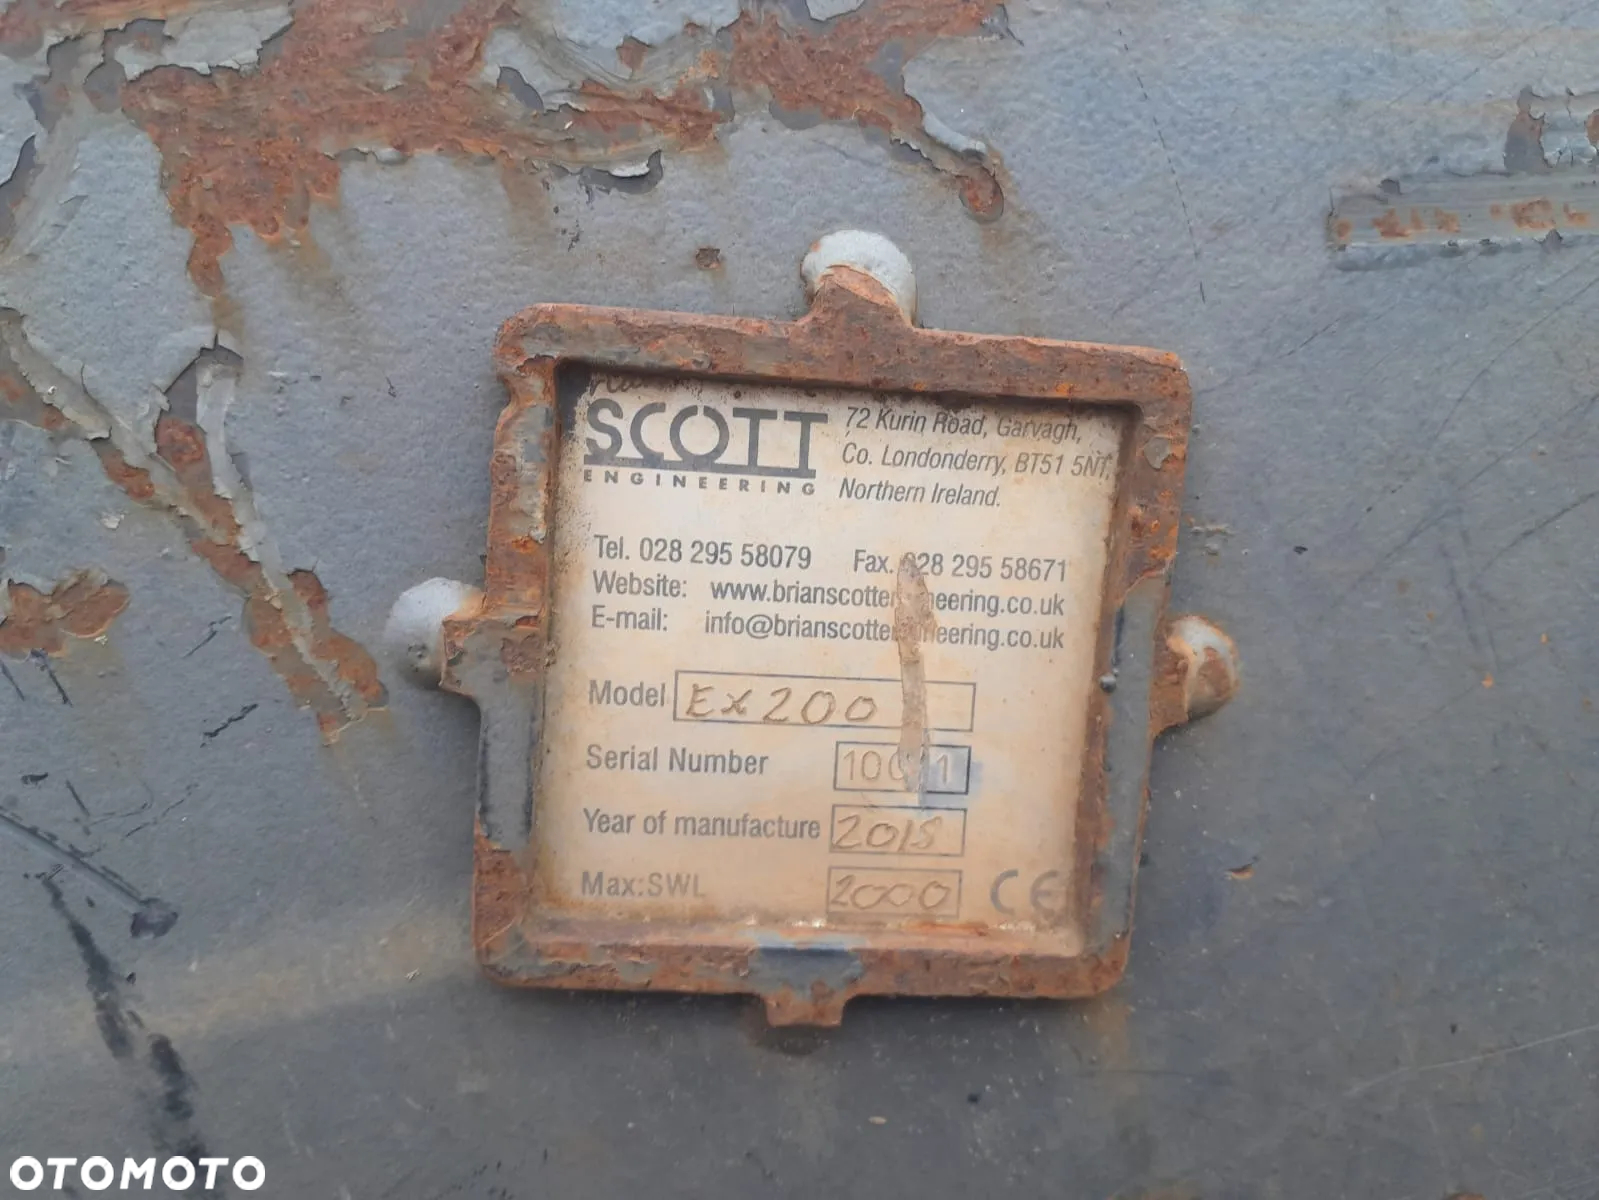 SCOTT
ENGINEERING
72 Kurin Road, Garvagh,
Co. Londonderry, BT51 5NT,
Northern Ireland.
Tel. 028 295 58079 Fax. 028 295 58671
Website:
E-mail:
Model EX200
Serial Number
Year of manufacture 2018
Max:SWL 2000 CE
OTOMOTO